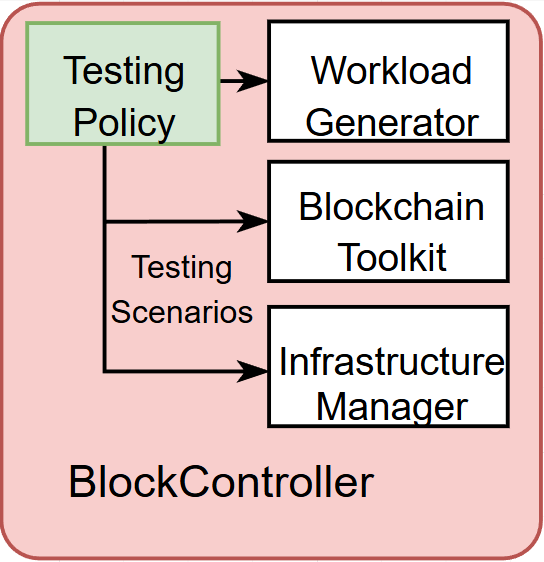 Testing
Policy
Workload
Generator
Blockchain
Toolkit
Testing
Scenarios
Infrastructure
Manager
BlockController